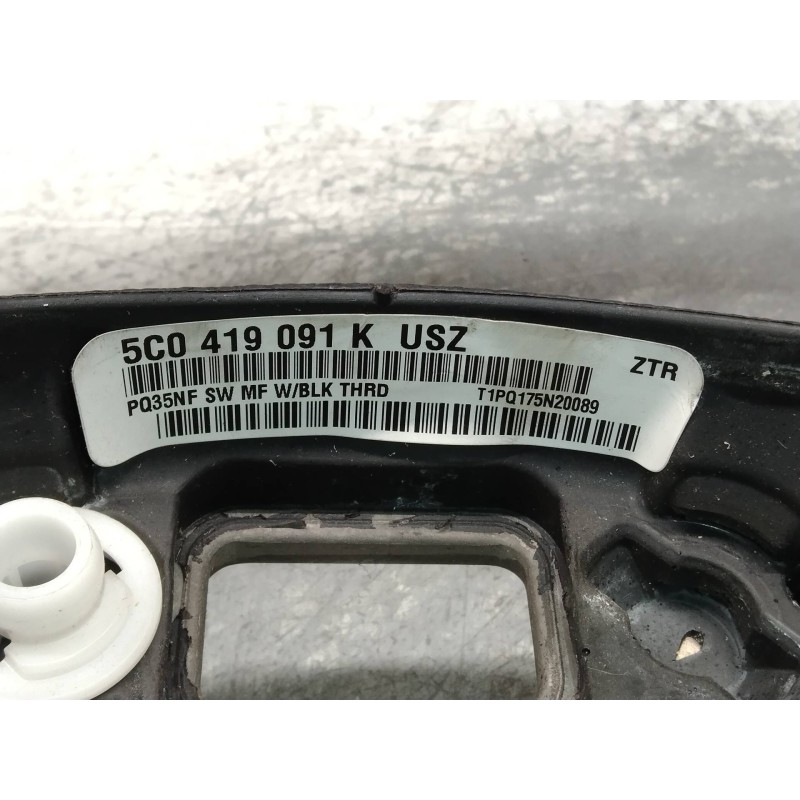 5C0 419 091 K USZ
ZTR
PQ35NF SW MF W/BLK THRD T1PQ175N20089